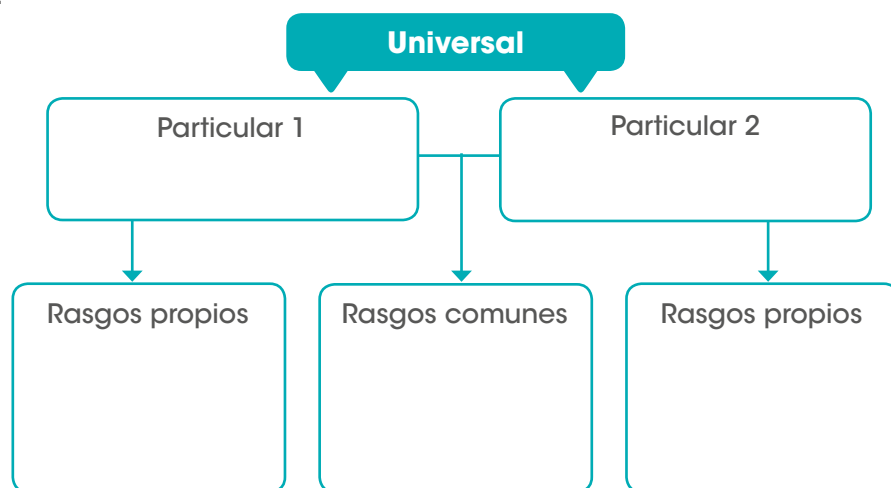 Universal
Particular 1
Particular 2
Rasgos propios
Rasgos comunes
Rasgos propios